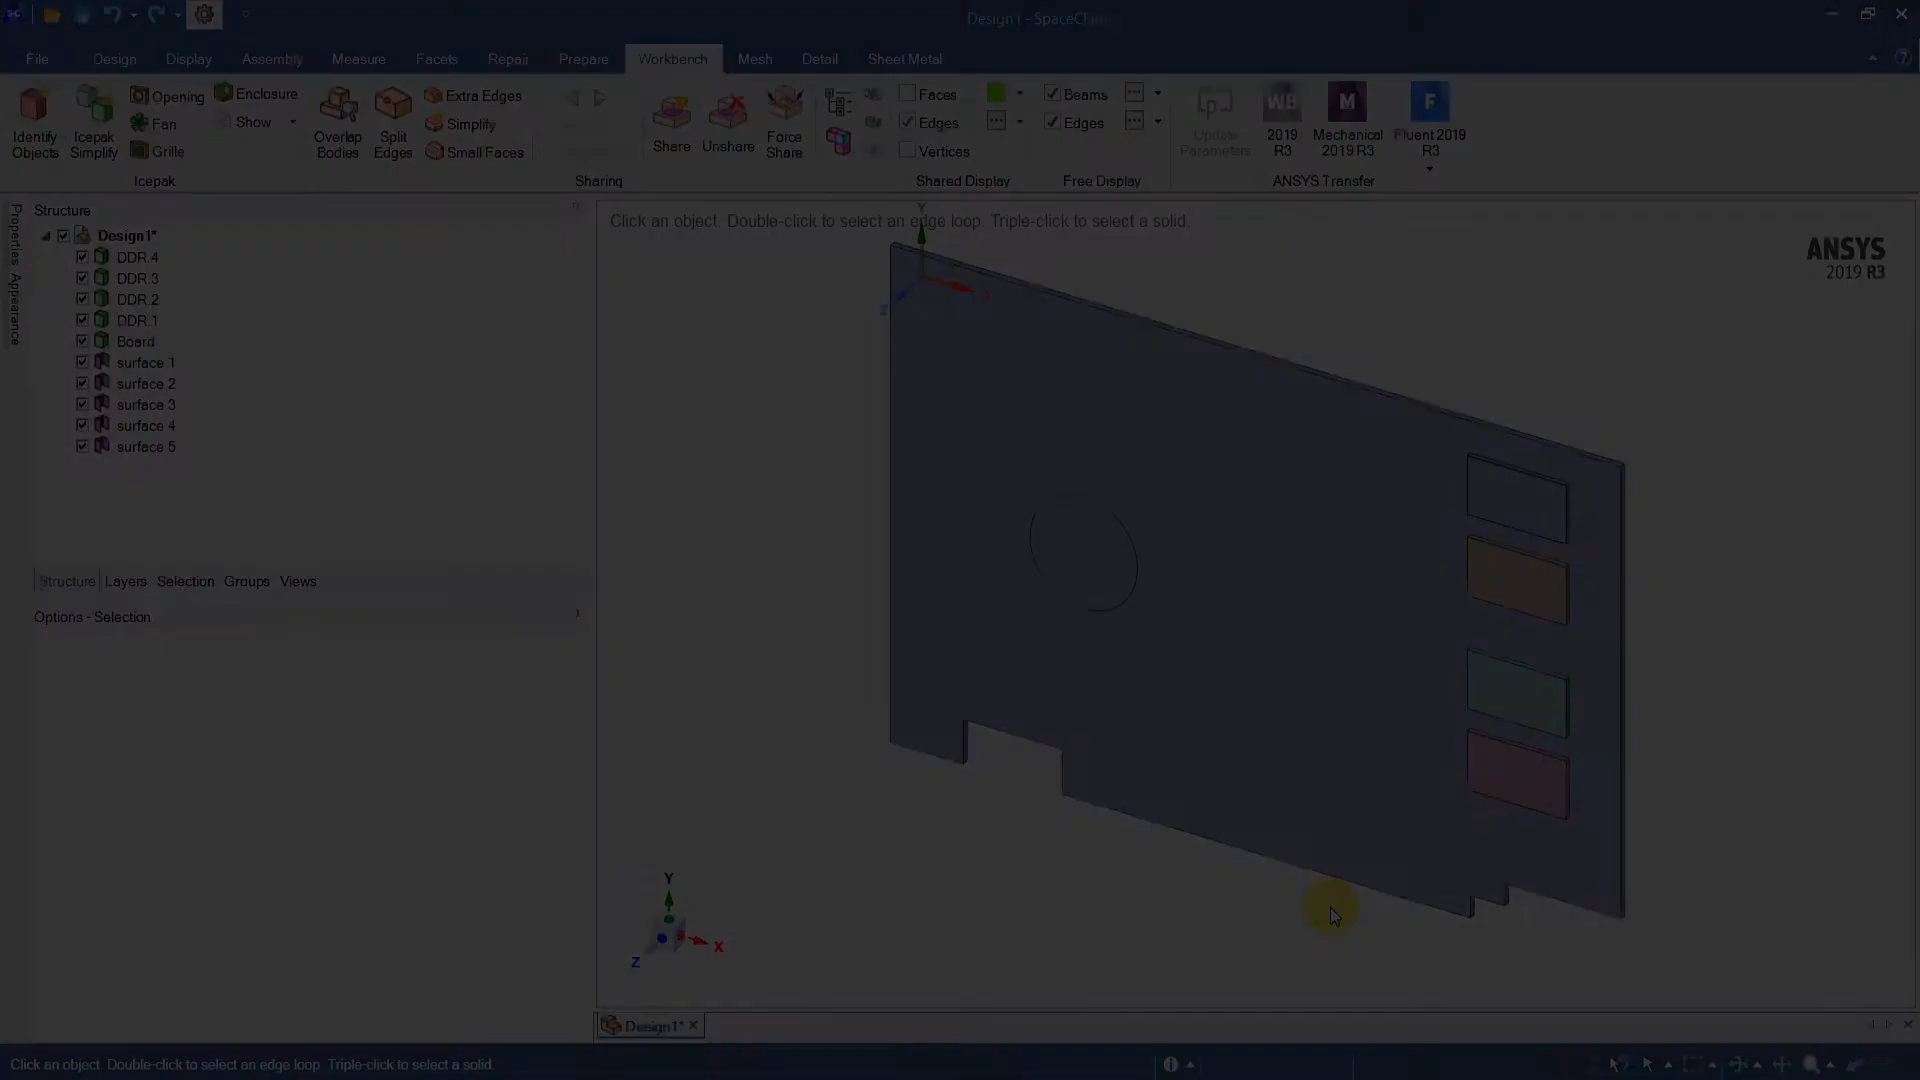 Design1 - SpaceClaim
File Design Display Assembly Measure Facets Repair Prepare Workbench Mesh Detail Sheet Metal
Identify Objects
Icepak Simplify
Opening
Fan
Grille
Enclosure
Show
Icepak
Overlap Bodies
Split Edges
Extra Edges
Simplify
Small Faces
Share
Unshare
Force Share
Sharing
Faces
Edges
Vertices
Shared Display
Beams
Edges
Free Display
Update Parameters
WB
2019 R3
M
Mechanical 2019 R3
F
Fluent 2019 R3
ANSYS Transfer
Properties
Appearance
Structure
Design1*
DDR.4
DDR.3
DDR.2
DDR.1
Board
surface 1
surface 2
surface 3
surface 4
surface 5
Structure Layers Selection Groups Views
Options - Selection
Click an object. Double-click to select an edge loop. Triple-click to select a solid.
ANSYS
2019 R3
Y
Y
X
Z
Design1*
Click an object. Double-click to select an edge loop. Triple-click to select a solid.